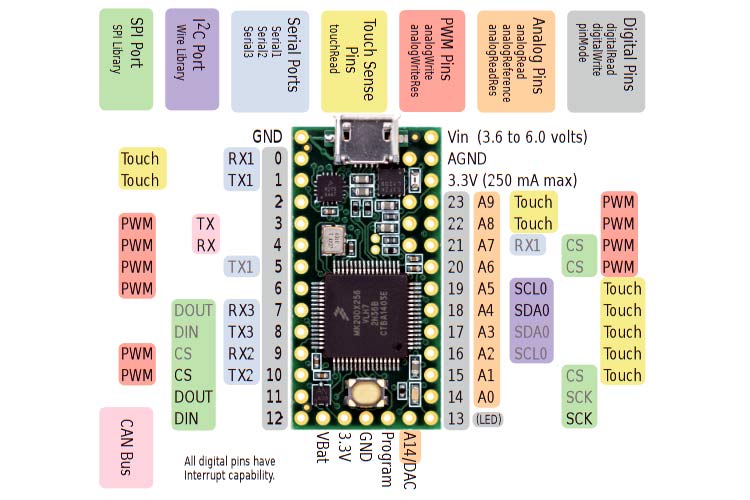 SPI Port
SPI Library
I²C Port
Wire Library
Serial Ports
Serial1
Serial2
Serial3
Touch Sense
Pins
touchRead
PWM Pins
analogWrite
analogWriteRes
Analog Pins
analogRead
analogReference
analogReadRes
Digital Pins
digitalRead
digitalWrite
pinMode
GND Vin (3.6 to 6.0 volts)
Touch RX1 0 AGND
Touch TX1 1 3.3V (250 mA max)
2 23 A9 Touch PWM
PWM TX 3 22 A8 Touch PWM
PWM RX 4 21 A7 RX1 CS PWM
PWM TX1 5 20 A6 CS PWM
PWM 6 19 A5 SCL0 Touch
DOUT RX3 7 18 A4 SDA0 Touch
DIN TX3 8 17 A3 SDA0 Touch
PWM CS RX2 9 16 A2 SCL0 Touch
PWM CS TX2 10 15 A1 CS Touch
DOUT 11 14 A0 SCK
DIN 12 13 (LED) SCK
MK20DX256
VLH7
2N36B
CTBA1405E
VBat
3.3V
GND
Program
A14/DAC
CAN Bus
All digital pins have
Interrupt capability.